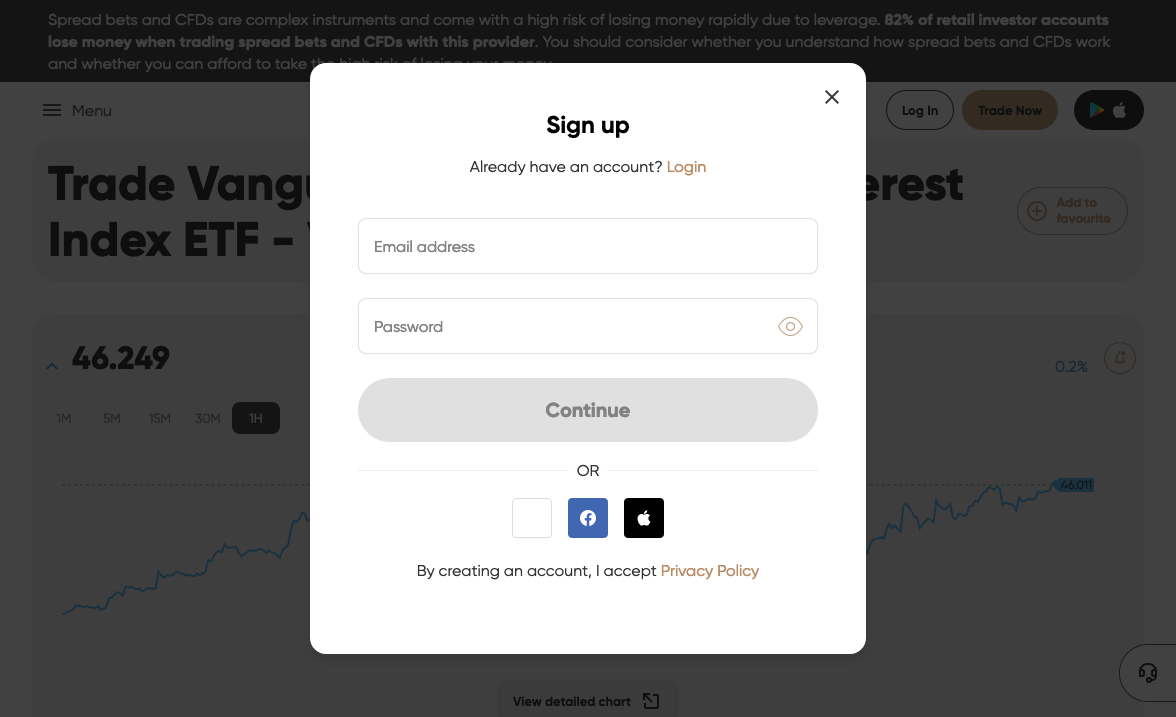 Spread bets and CFDs are complex instruments and come with a high risk of losing money rapidly due to leverage. 82% of retail investor accounts
lose money when trading spread bets and CFDs with this provider. You should consider whether you understand how spread bets and CFDs work
and whether you can afford to take the high risk of losing your money.
Menu
Log In
Trade Now
Sign up
Already have an account? Login
Trade
erest
Index ETF -
Add to
favourite
Email address
Password
46.249
0.2%
1M
5M
15M
30M
1H
Continue
OR
46.011
By creating an account, I accept Privacy Policy
View detailed chart